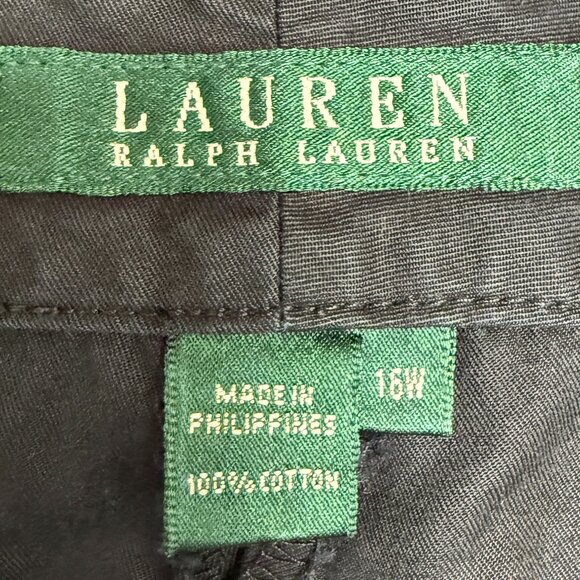 LAUREN
RALPH LAUREN
16W
MADE IN
PHILIPPINES
100% COTTON